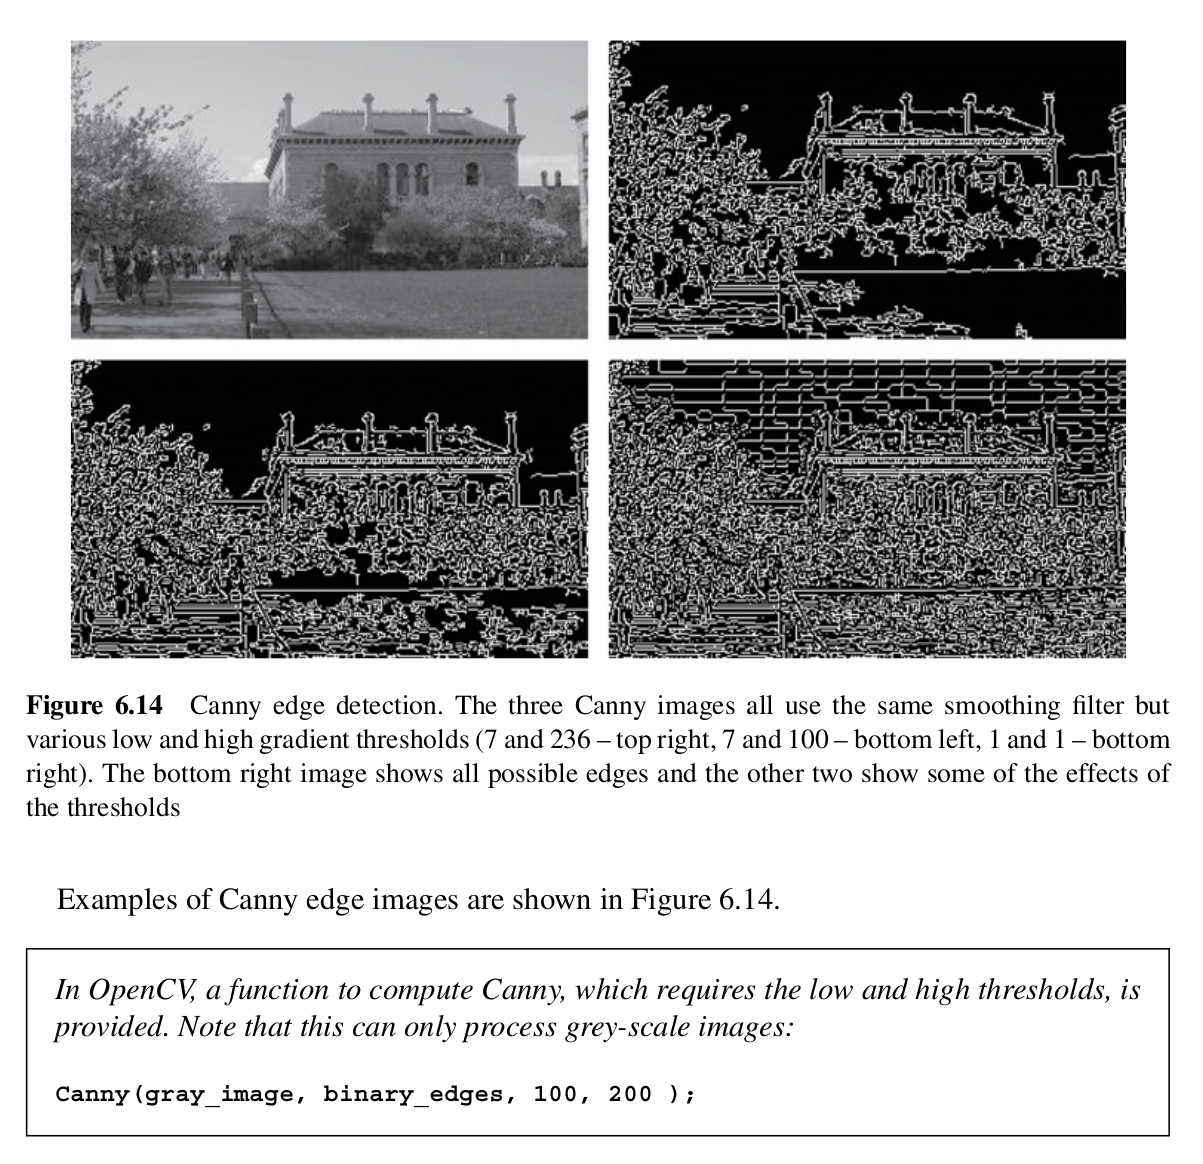 Figure 6.14 Canny edge detection. The three Canny images all use the same smoothing filter but
various low and high gradient thresholds (7 and 236 – top right, 7 and 100 – bottom left, 1 and 1 – bottom
right). The bottom right image shows all possible edges and the other two show some of the effects of
the thresholds
Examples of Canny edge images are shown in Figure 6.14.
In OpenCV, a function to compute Canny, which requires the low and high thresholds, is
provided. Note that this can only process grey-scale images:
Canny(gray_image, binary_edges, 100, 200 );